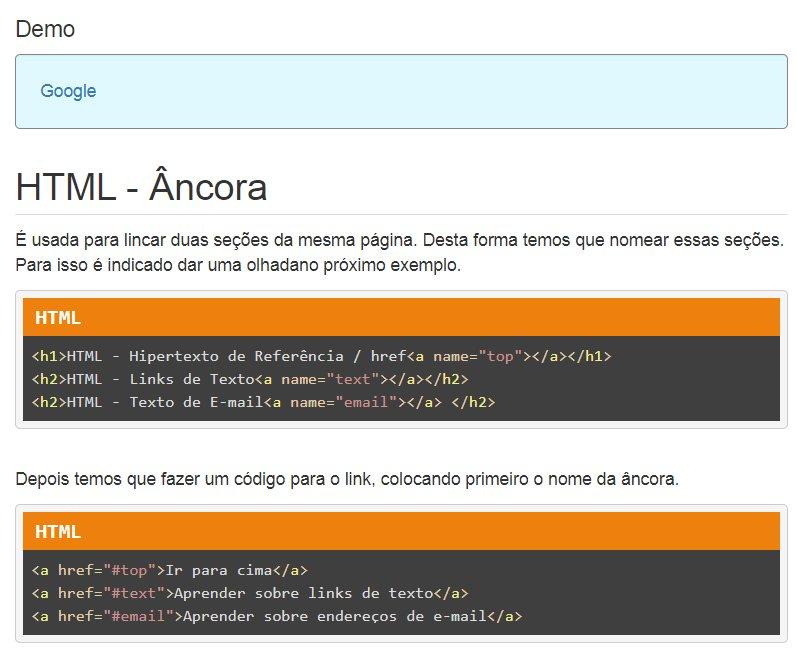 Demo
Google
HTML - Âncora
É usada para lincar duas seções da mesma página. Desta forma temos que nomear essas seções.
Para isso é indicado dar uma olhadano próximo exemplo.
HTML
<h1>HTML - Hipertexto de Referência / href<a name="top"></a></h1>
<h2>HTML - Links de Texto<a name="text"></a></h2>
<h2>HTML - Texto de E-mail<a name="email"></a> </h2>
Depois temos que fazer um código para o link, colocando primeiro o nome da âncora.
HTML
<a href="#top">Ir para cima</a>
<a href="#text">Aprender sobre links de texto</a>
<a href="#email">Aprender sobre endereços de e-mail</a>